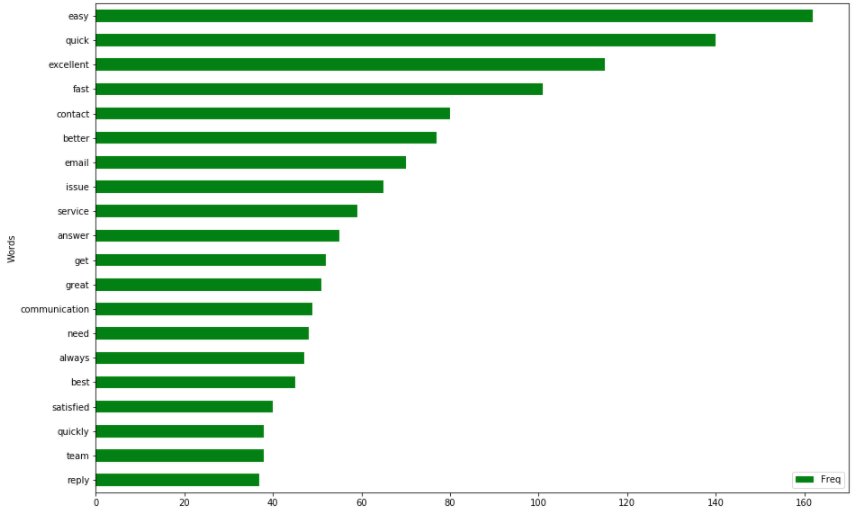 easy
quick
excellent
fast
contact
better
email
issue
service
answer
get
great
communication
need
always
best
satisfied
quickly
team
reply
Words
Freq
0 20 40 60 80 100 120 140 160